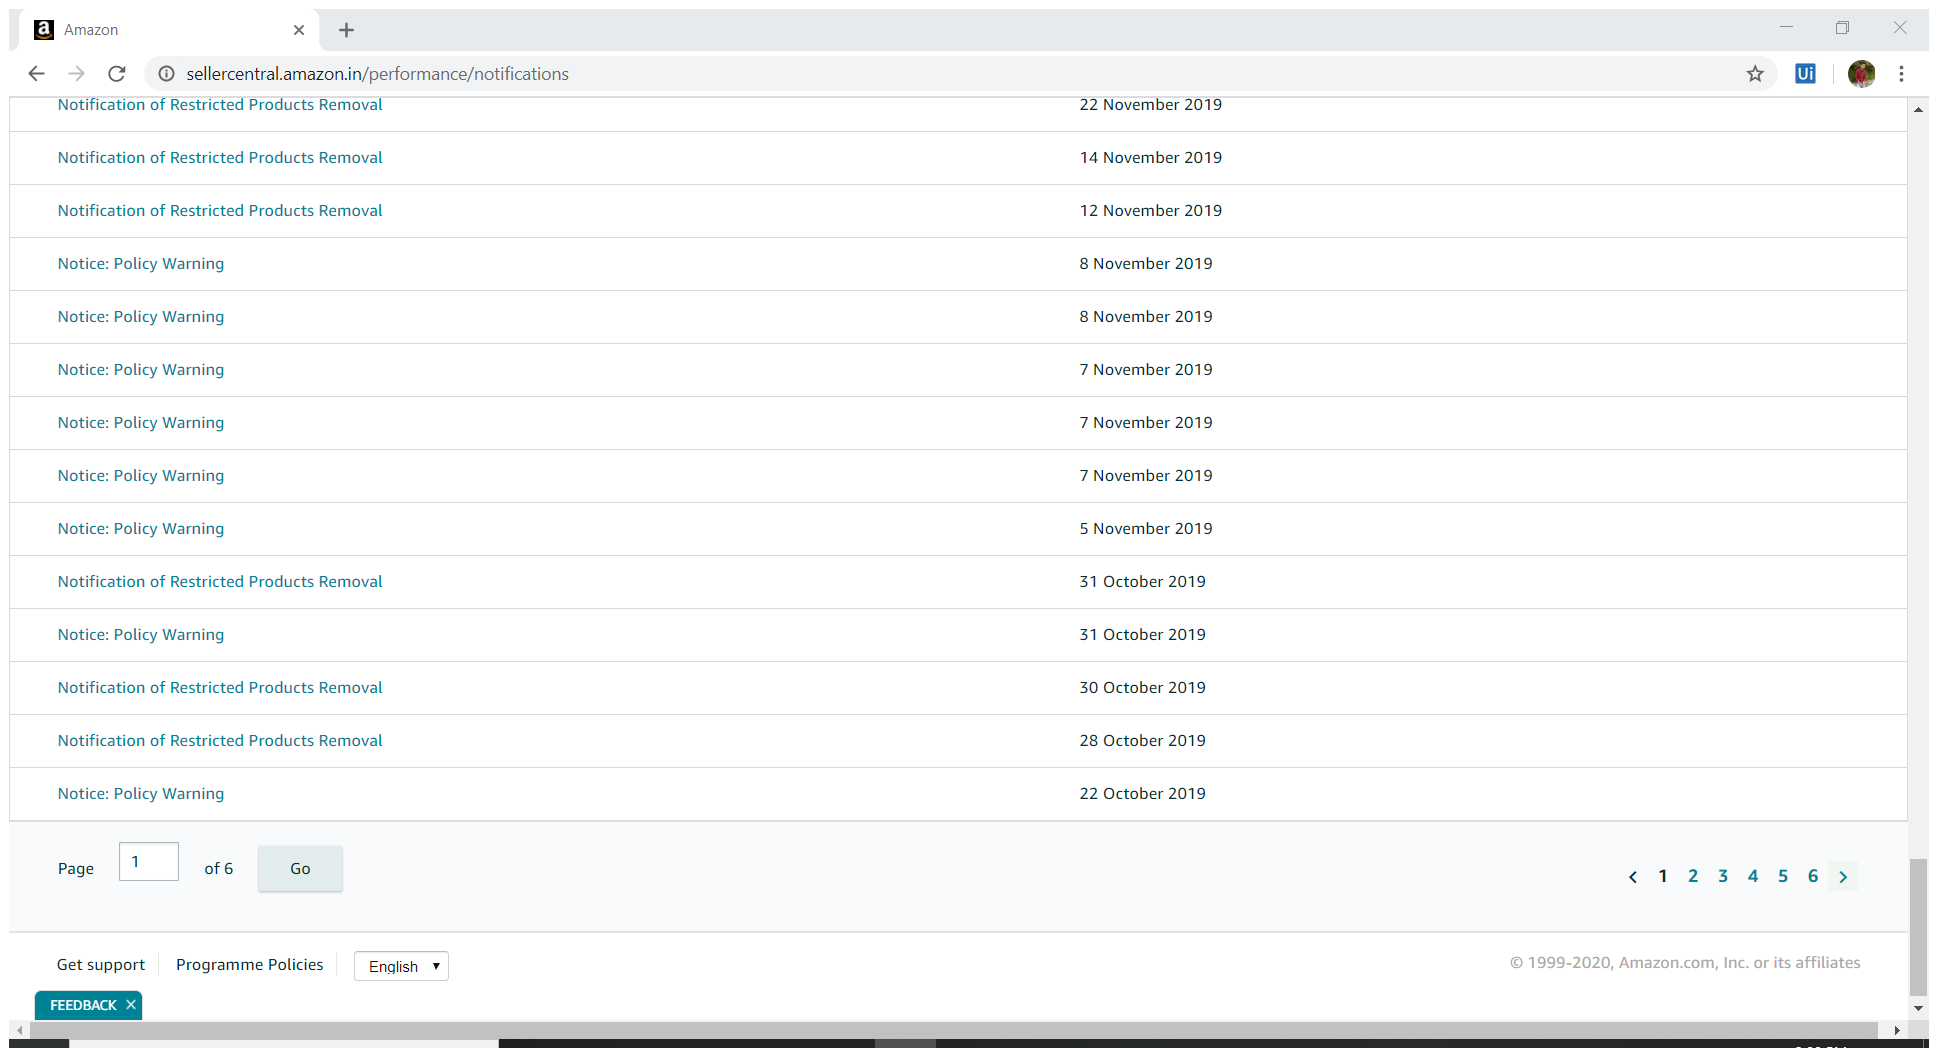 Amazon
sellercentral.amazon.in/performance/notifications
Ui
Notification of Restricted Products Removal 22 November 2019
Notification of Restricted Products Removal 14 November 2019
Notification of Restricted Products Removal 12 November 2019
Notice: Policy Warning 8 November 2019
Notice: Policy Warning 8 November 2019
Notice: Policy Warning 7 November 2019
Notice: Policy Warning 7 November 2019
Notice: Policy Warning 7 November 2019
Notice: Policy Warning 5 November 2019
Notification of Restricted Products Removal 31 October 2019
Notice: Policy Warning 31 October 2019
Notification of Restricted Products Removal 30 October 2019
Notification of Restricted Products Removal 28 October 2019
Notice: Policy Warning 22 October 2019
Page 1 of 6 Go < 1 2 3 4 5 6 >
Get support Programme Policies English © 1999-2020, Amazon.com, Inc. or its affiliates
FEEDBACK ×